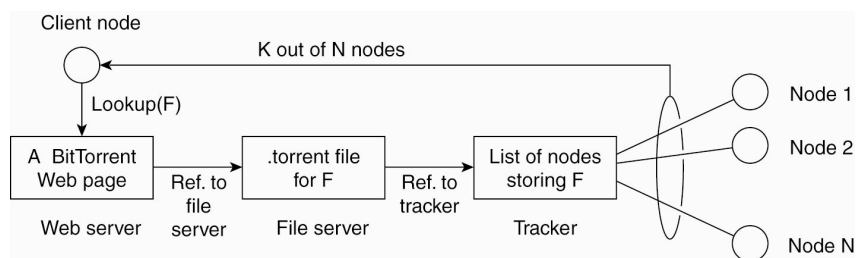 Client node
K out of N nodes
Lookup(F)
Node 1
Node 2
A BitTorrent
Web page
Ref. to
file
server
.torrent file
for F
Ref. to
tracker
List of nodes
storing F
Web server
File server
Tracker
Node N